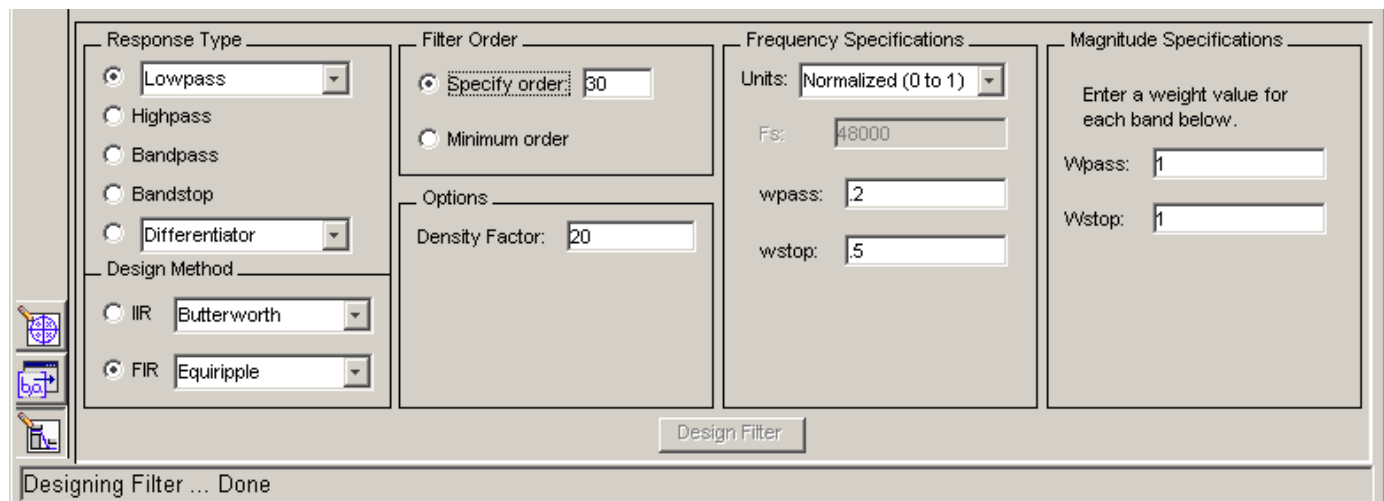 Response Type
Lowpass
Highpass
Bandpass
Bandstop
Differentiator
Design Method
IIR Butterworth
FIR Equiripple
Filter Order
Specify order: 30
Minimum order
Options
Density Factor: 20
Frequency Specifications
Units: Normalized (0 to 1)
Fs: 48000
wpass: .2
wstop: .5
Magnitude Specifications
Enter a weight value for
each band below.
Wpass: 1
Wstop: 1
Design Filter
Designing Filter ... Done